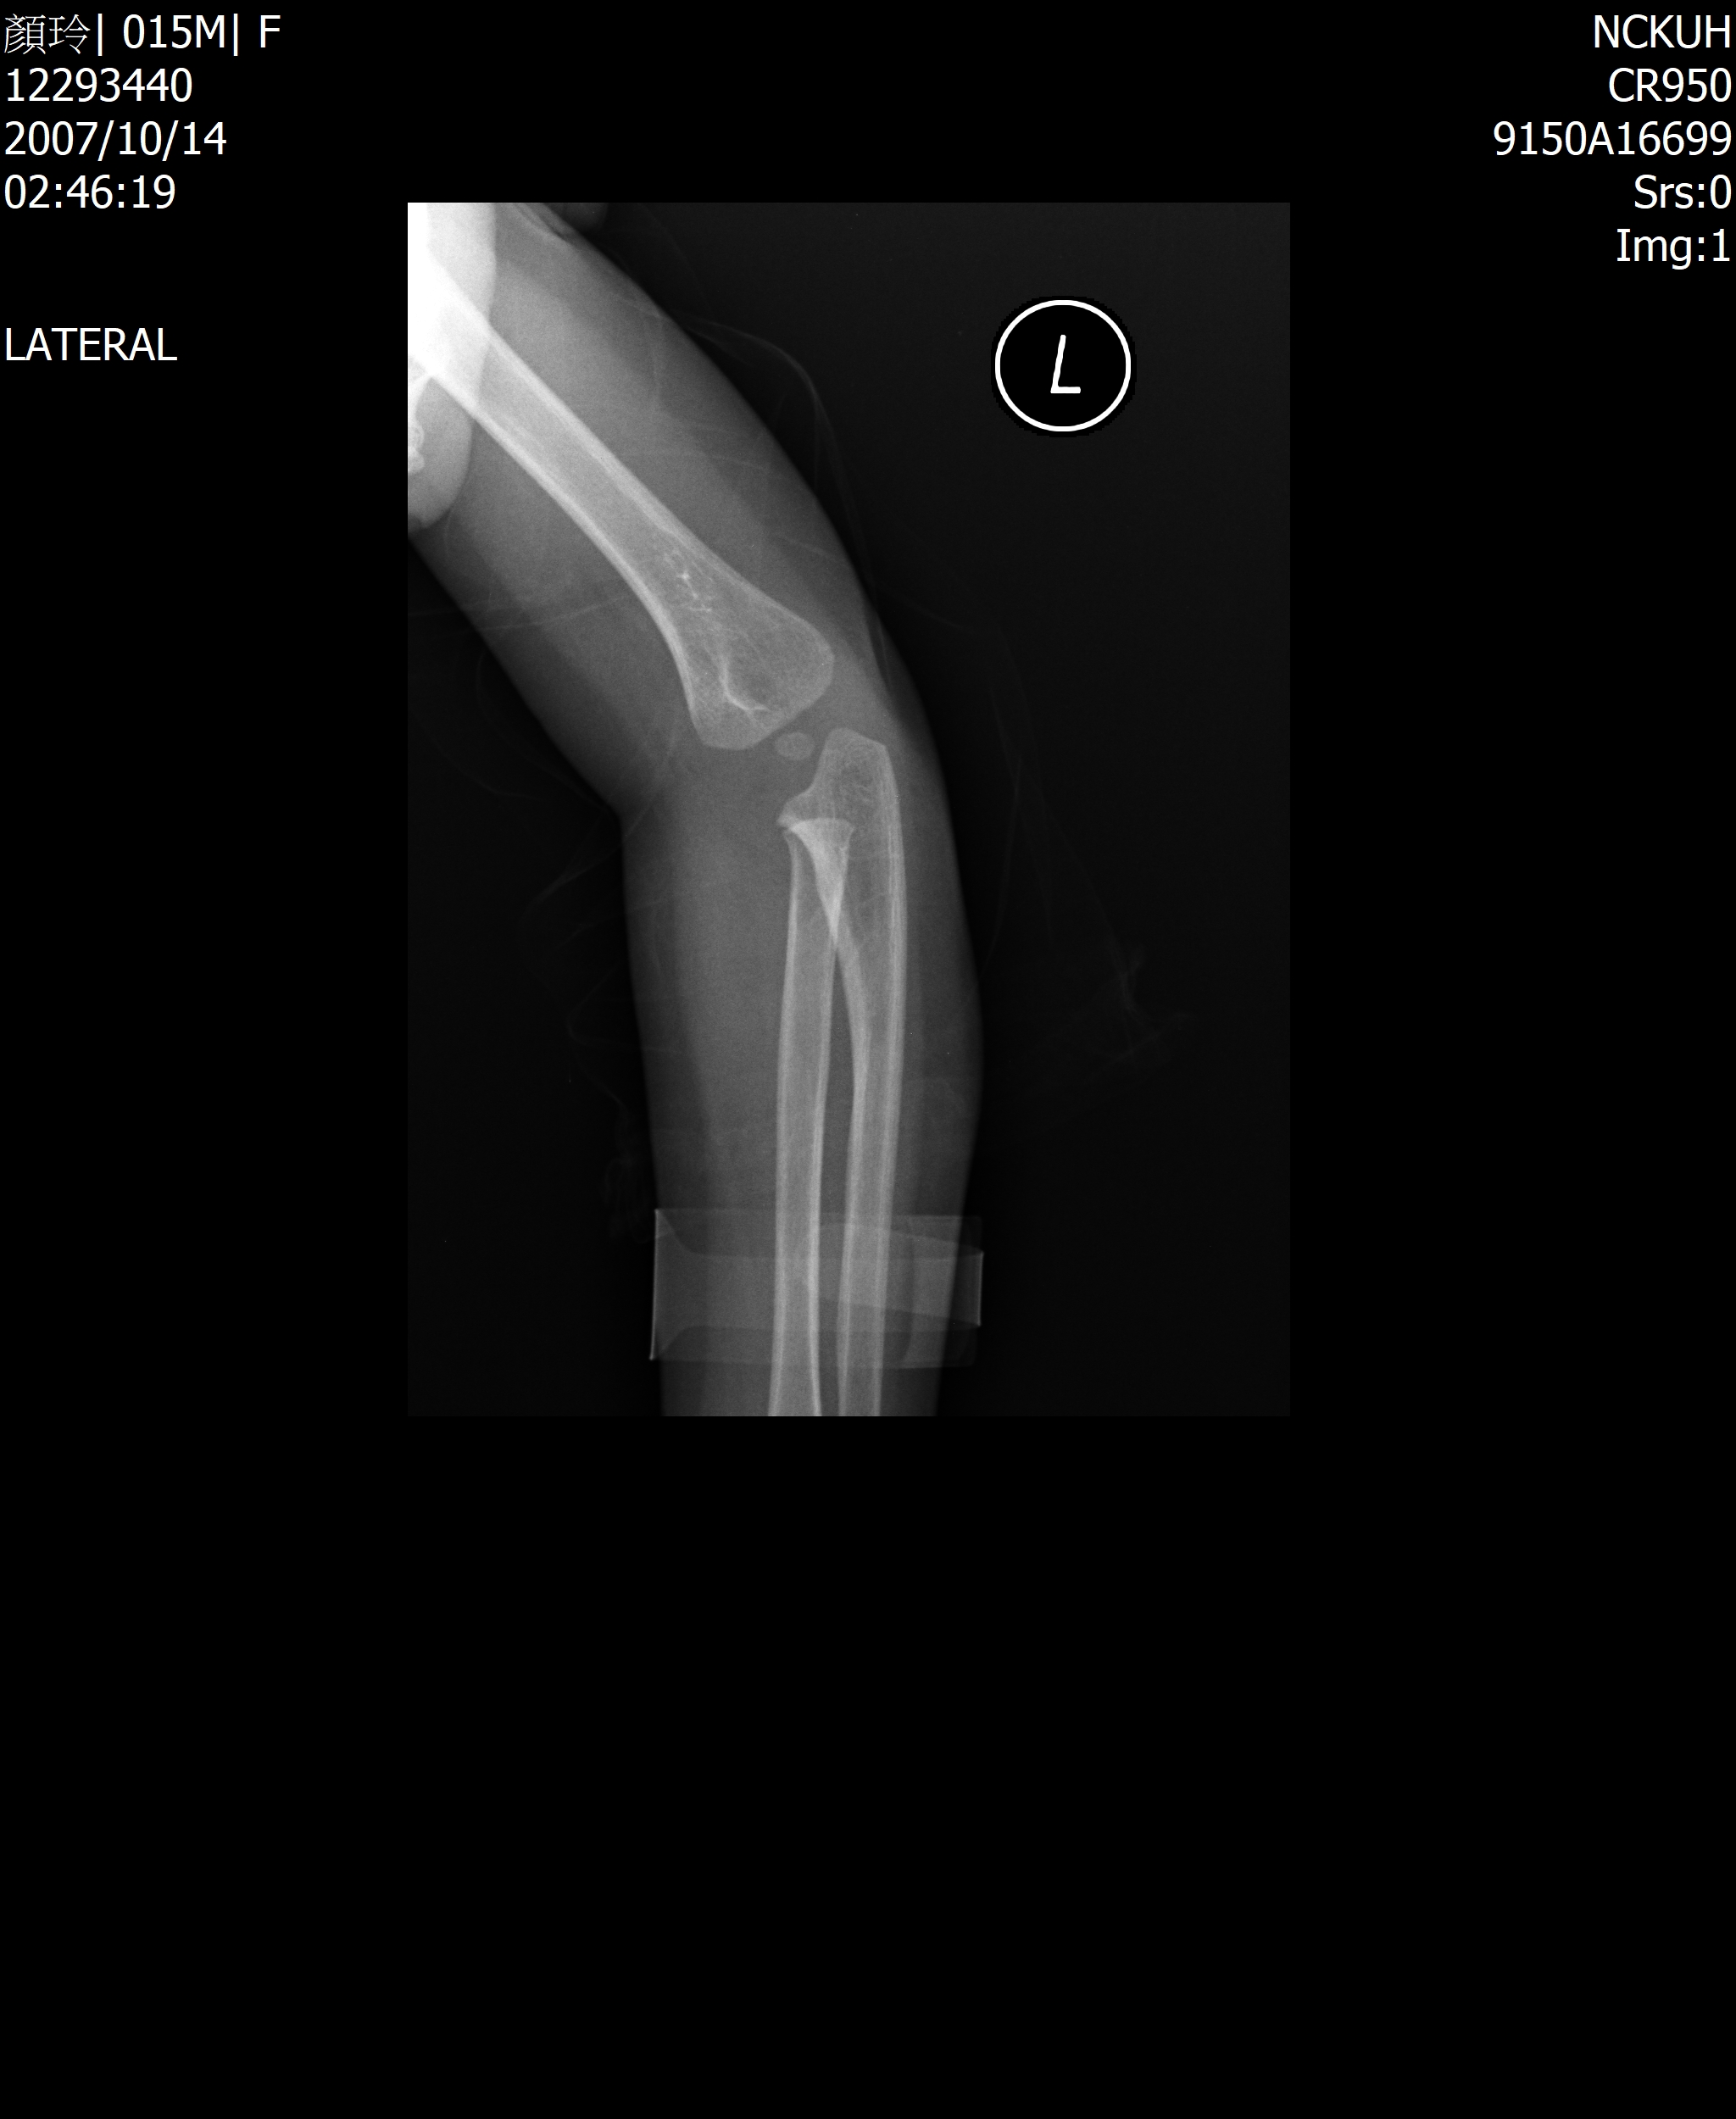 顏玲| 015M| F
12293440
2007/10/14
02:46:19
LATERAL
NCKUH
CR950
9150A16699
Srs:0
Img:1
L